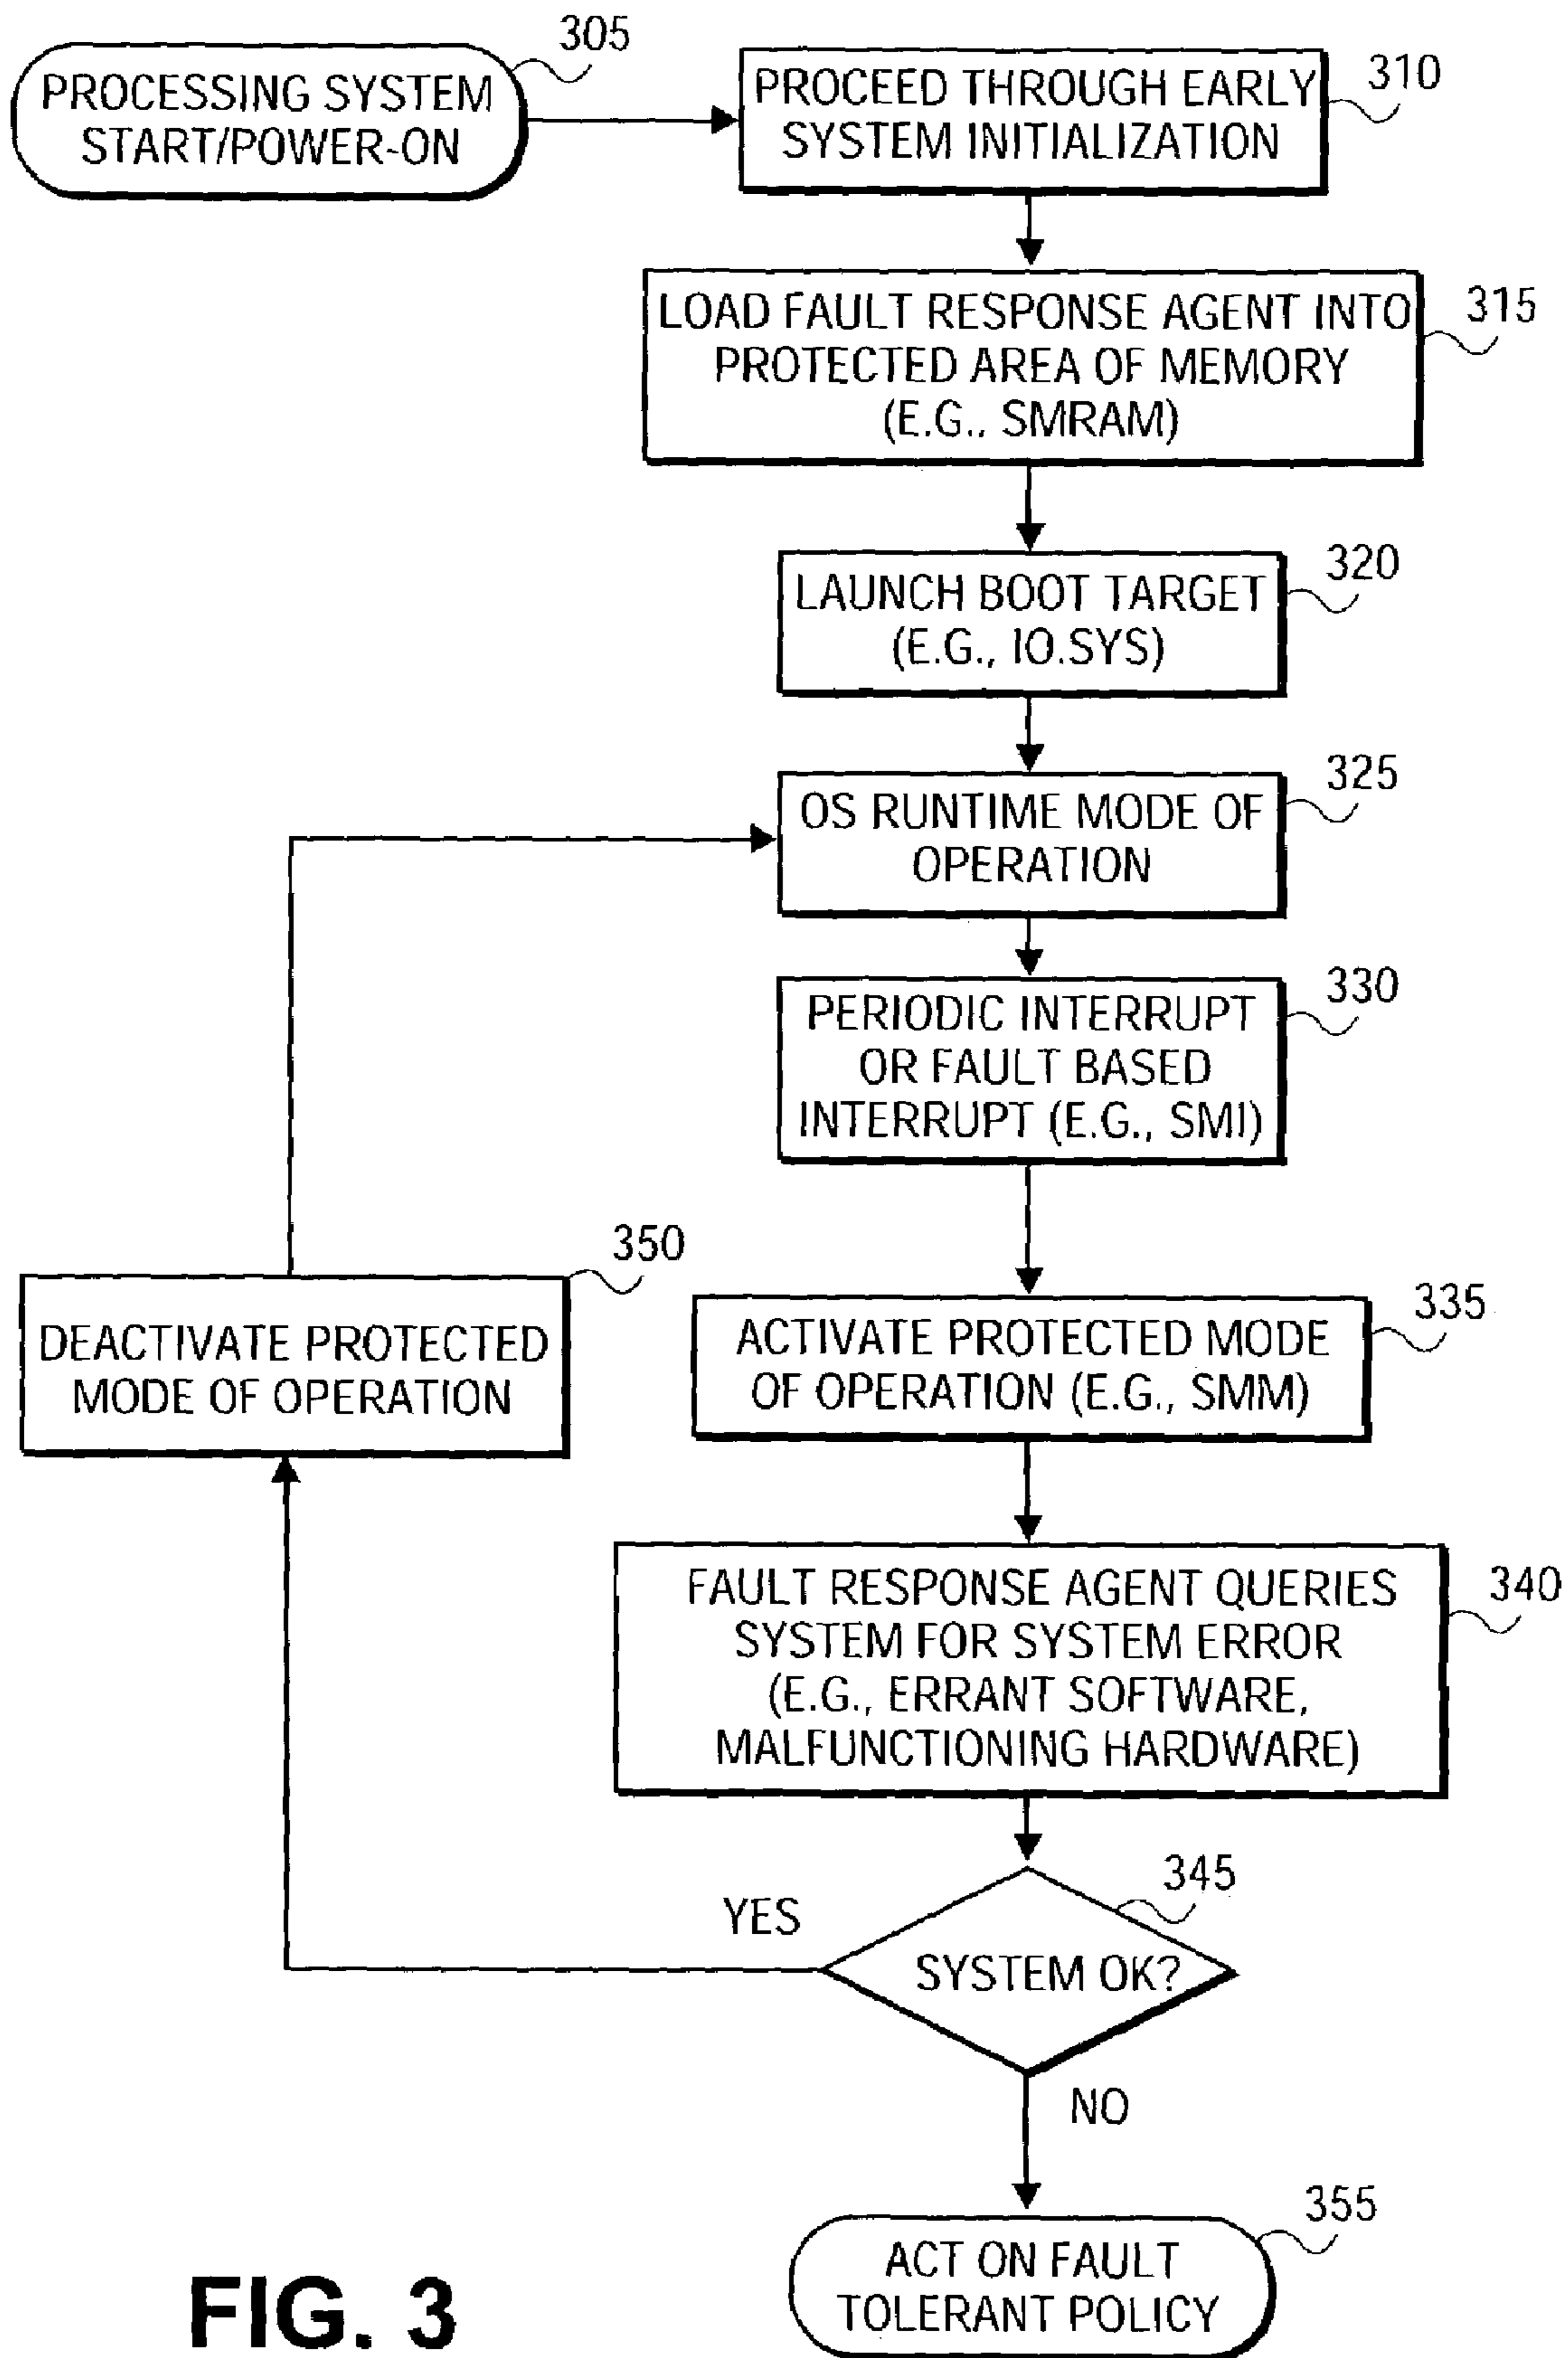 305
PROCESSING SYSTEM
START/POWER-ON
310
PROCEED THROUGH EARLY
SYSTEM INITIALIZATION
315
LOAD FAULT RESPONSE AGENT INTO
PROTECTED AREA OF MEMORY
(E.G., SMRAM)
320
LAUNCH BOOT TARGET
(E.G., IO.SYS)
325
OS RUNTIME MODE OF
OPERATION
330
PERIODIC INTERRUPT
OR FAULT BASED
INTERRUPT (E.G., SMI)
350
DEACTIVATE PROTECTED
MODE OF OPERATION
335
ACTIVATE PROTECTED MODE
OF OPERATION (E.G., SMM)
340
FAULT RESPONSE AGENT QUERIES
SYSTEM FOR SYSTEM ERROR
(E.G., ERRANT SOFTWARE,
MALFUNCTIONING HARDWARE)
345
YES
SYSTEM OK?
NO
355
ACT ON FAULT
TOLERANT POLICY
FIG. 3